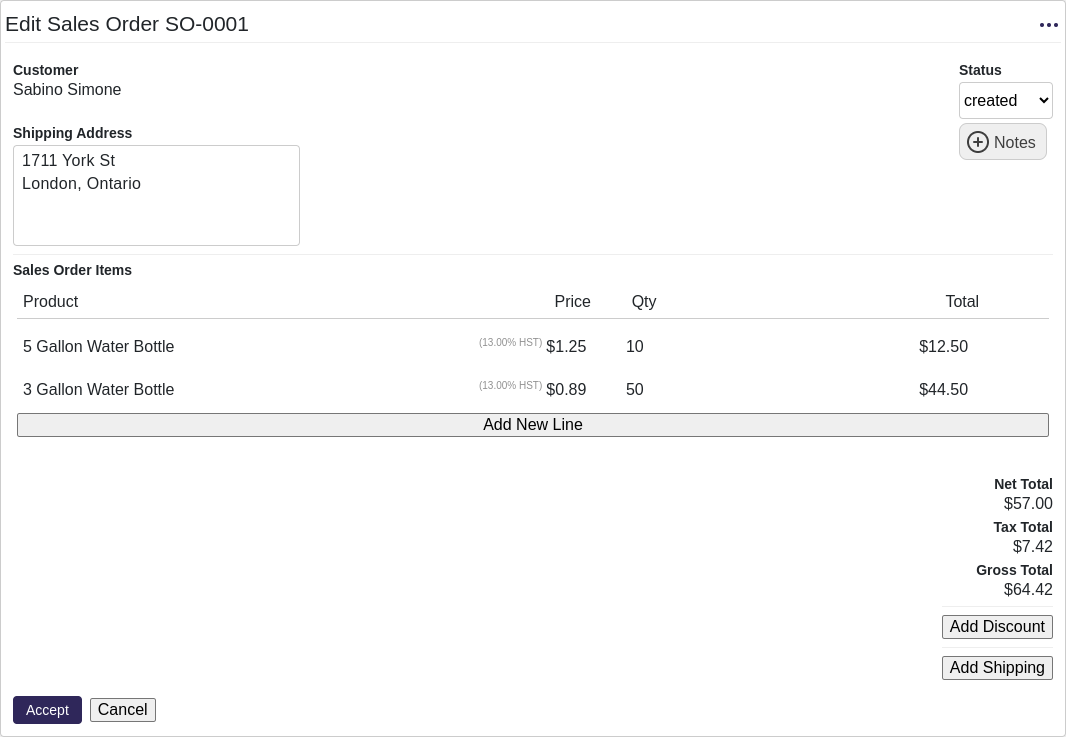 Edit Sales Order SO-0001
Customer
Sabino Simone
Status
created
Notes
Shipping Address
1711 York St
London, Ontario
Sales Order Items
Product Price Qty Total
5 Gallon Water Bottle (13.00% HST) $1.25 10 $12.50
3 Gallon Water Bottle (13.00% HST) $0.89 50 $44.50
Add New Line
Net Total
$57.00
Tax Total
$7.42
Gross Total
$64.42
Add Discount
Add Shipping
Accept Cancel